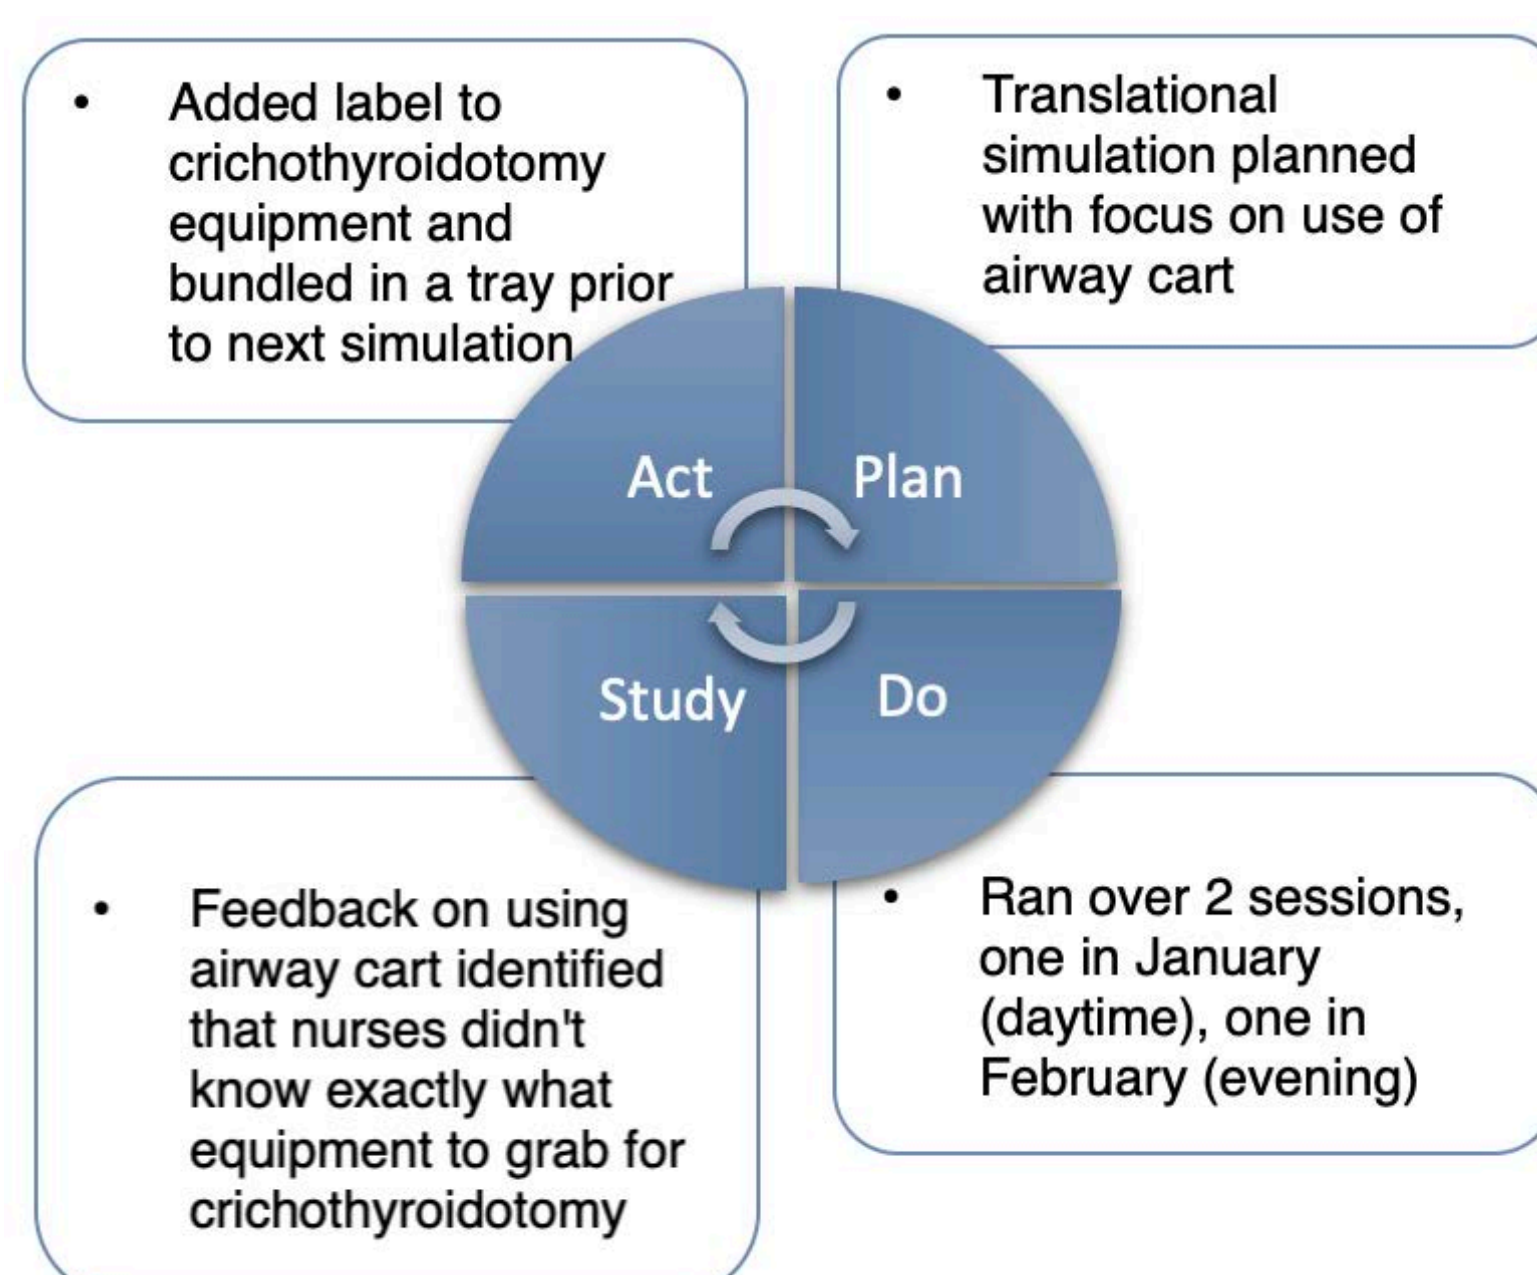 • Added label to
crichothyroidotomy
equipment and
bundled in a tray prior
to next simulation
• Translational
simulation planned
with focus on use of
airway cart
Act
Plan
Study
Do
• Feedback on using
airway cart identified
that nurses didn't
know exactly what
equipment to grab for
crichothyroidotomy
• Ran over 2 sessions,
one in January
(daytime), one in
February (evening)